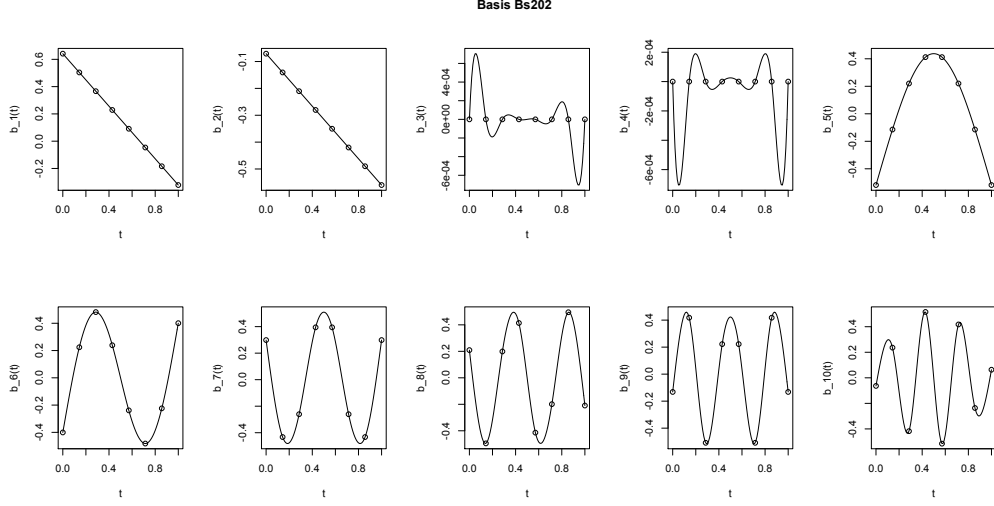 Basis Bs202
b_1(t)
-0.2 0.0 0.2 0.4 0.6
0.0 0.4 0.8
t
b_2(t)
-0.5 -0.3 -0.1
0.0 0.4 0.8
t
b_3(t)
-6e-04 0e+00 4e-04
0.0 0.4 0.8
t
b_4(t)
-6e-04 -2e-04 2e-04
0.0 0.4 0.8
t
b_5(t)
-0.4 0.0 0.2 0.4
0.0 0.4 0.8
t
b_6(t)
-0.4 -0.2 0.0 0.2 0.4
0.0 0.4 0.8
t
b_7(t)
-0.4 0.0 0.2 0.4
0.0 0.4 0.8
t
b_8(t)
-0.4 0.0 0.2 0.4
0.0 0.4 0.8
t
b_9(t)
-0.4 -0.2 0.0 0.2 0.4
0.0 0.4 0.8
t
b_10(t)
-0.4 0.0 0.2 0.4
0.0 0.4 0.8
t